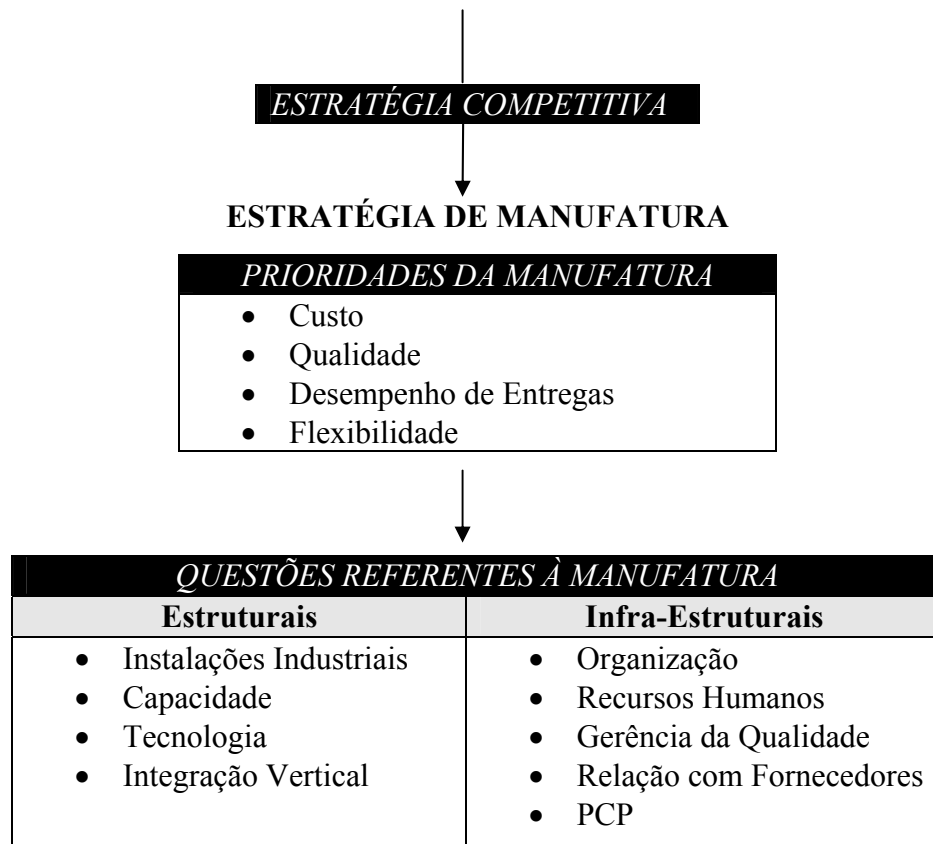 ESTRATÉGIA COMPETITIVA
ESTRATÉGIA DE MANUFATURA
PRIORIDADES DA MANUFATURA
• Custo
• Qualidade
• Desempenho de Entregas
• Flexibilidade
QUESTÕES REFERENTES À MANUFATURA
Estruturais
• Instalações Industriais
• Capacidade
• Tecnologia
• Integração Vertical
Infra-Estruturais
• Organização
• Recursos Humanos
• Gerência da Qualidade
• Relação com Fornecedores
• PCP